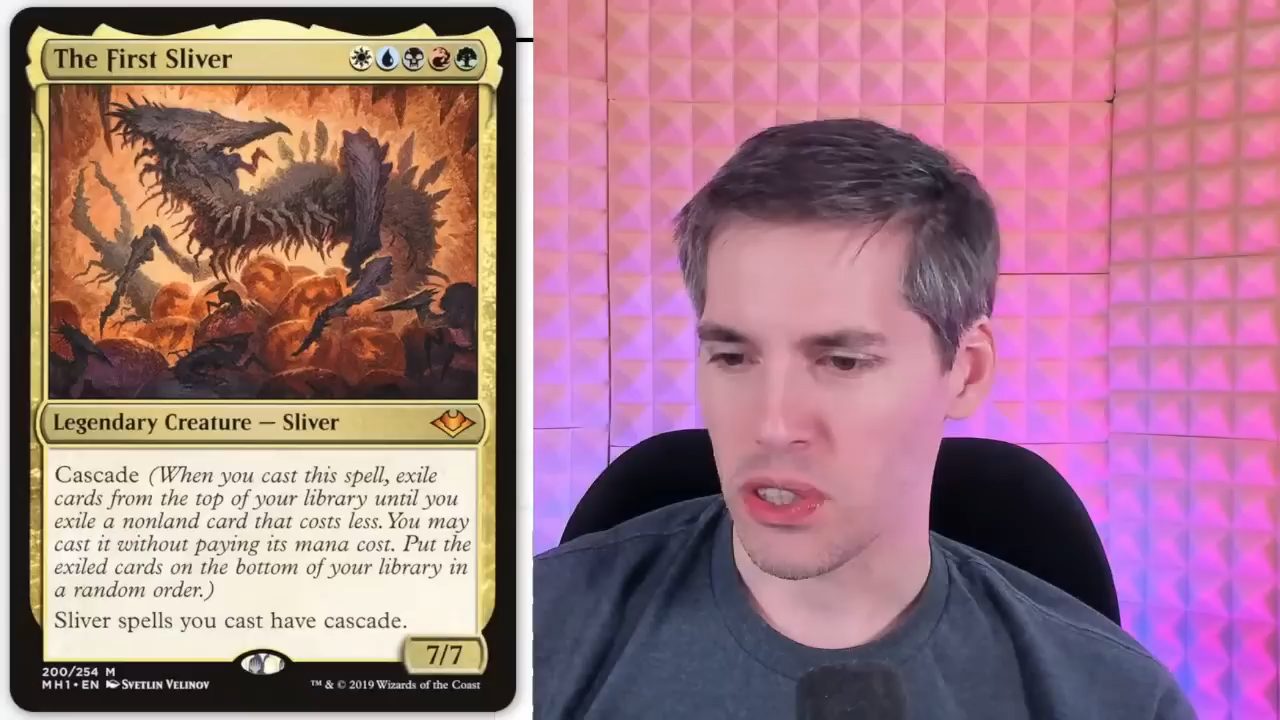 The First Sliver
Legendary Creature — Sliver
Cascade (When you cast this spell, exile
cards from the top of your library until you
exile a nonland card that costs less. You may
cast it without paying its mana cost. Put the
exiled cards on the bottom of your library in
a random order.)
Sliver spells you cast have cascade.
7/7
200/254 M
MH1 • EN Svetlin Velinov
™ & © 2019 Wizards of the Coast